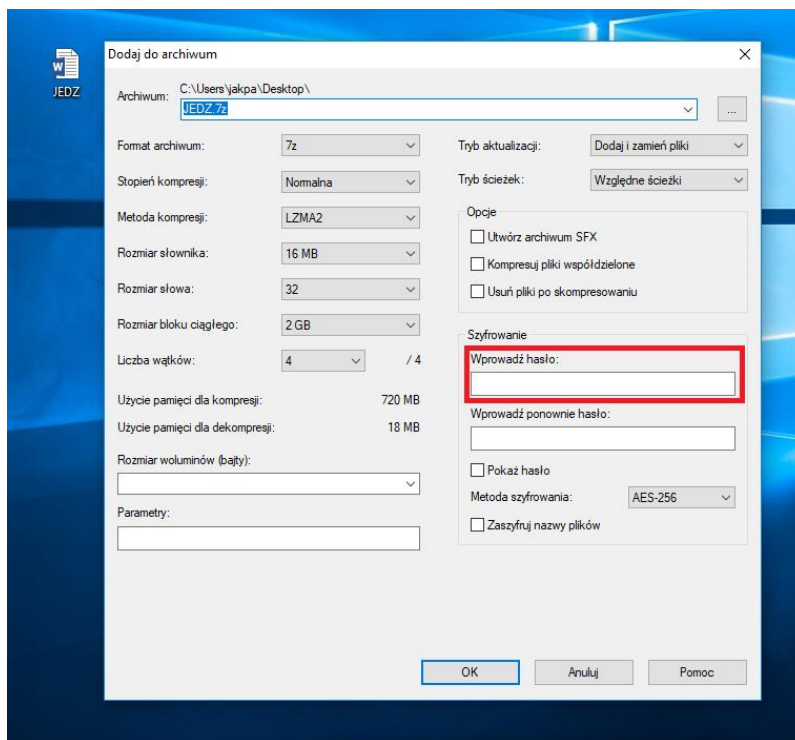 W
JEDZ
Dodaj do archiwum
Archiwum: C:\Users\jakpa\Desktop\
JEDZ.7z
...
Format archiwum: 7z
Stopień kompresji: Normalna
Metoda kompresji: LZMA2
Rozmiar słownika: 16 MB
Rozmiar słowa: 32
Rozmiar bloku ciągłego: 2 GB
Liczba wątków: 4 / 4
Użycie pamięci dla kompresji: 720 MB
Użycie pamięci dla dekompresji: 18 MB
Rozmiar woluminów (bajty):
Parametry:
Tryb aktualizacji: Dodaj i zamień pliki
Tryb ścieżek: Względne ścieżki
Opcje
Utwórz archiwum SFX
Kompresuj pliki współdzielone
Usuń pliki po skompresowaniu
Szyfrowanie
Wprowadź hasło:
Wprowadź ponownie hasło:
Pokaż hasło
Metoda szyfrowania: AES-256
Zaszyfruj nazwy plików
OK
Anuluj
Pomoc